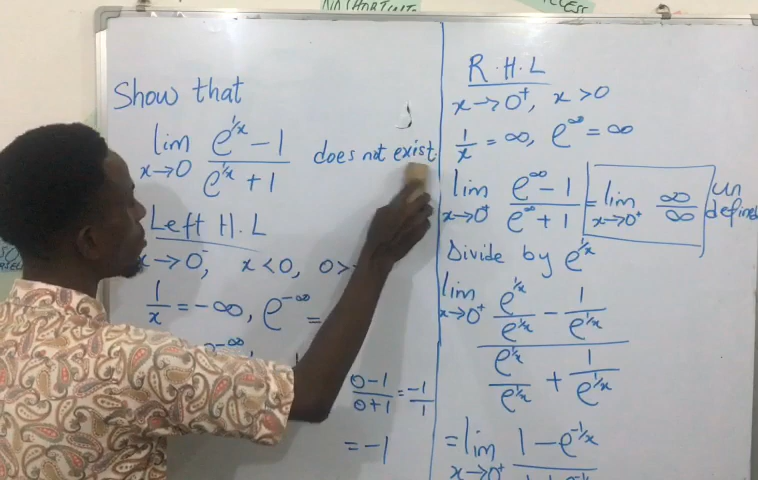 Show that
lim x→0 (e^(1/x) - 1)/(e^(1/x) + 1) does not exist
Left H.L
x→0⁻, x<0, 0>
1/x = -∞, e^(-∞) =
(0-1)/(0+1) = -1/1
= -1
R.H.L
x→0⁺, x>0
1/x = ∞, e^∞ = ∞
lim x→0⁺ (e^∞ - 1)/(e^∞ + 1) = lim x→0⁺ ∞/∞ Un
define
Divide by e^(1/x)
lim x→0⁺ (e^(1/x)/e^(1/x) - 1/e^(1/x))/(e^(1/x)/e^(1/x) + 1/e^(1/x))
= lim x→0⁺ 1 - e^(-1/x)